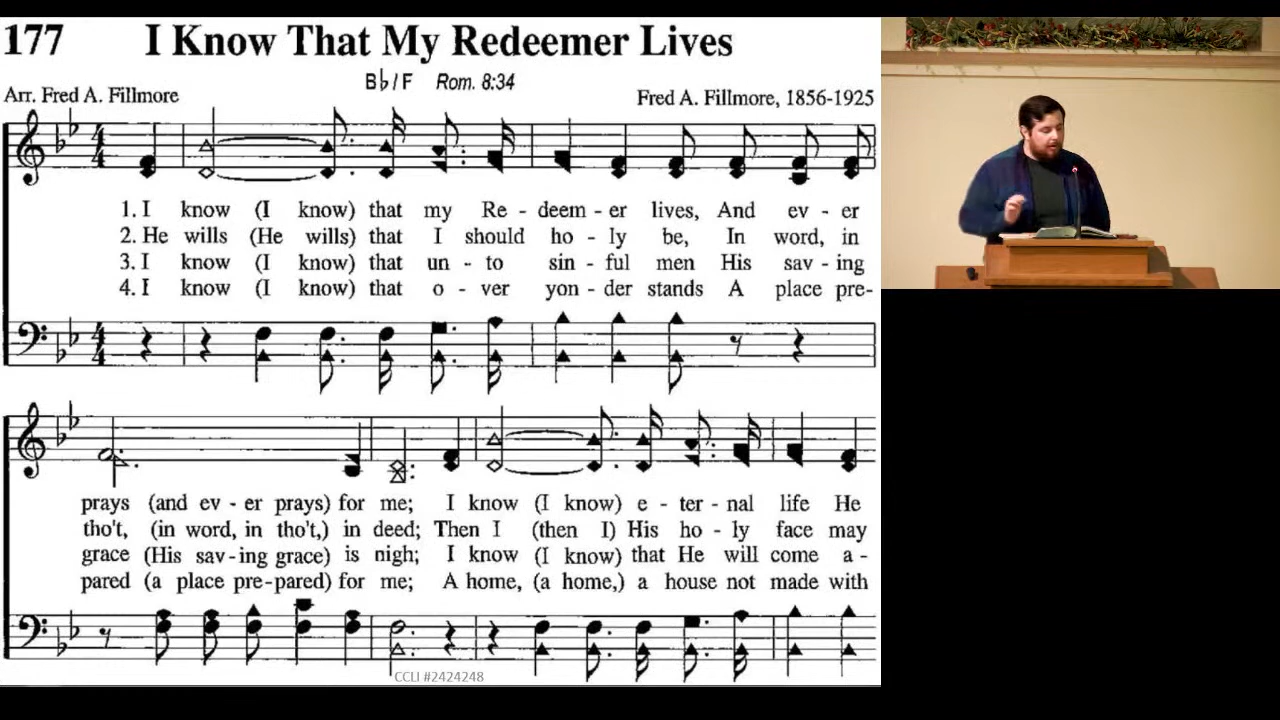 177 I Know That My Redeemer Lives
B♭/F Rom. 8:34
Arr. Fred A. Fillmore Fred A. Fillmore, 1856-1925
1. I know (I know) that my Re - deem - er lives, And ev - er
2. He wills (He wills) that I should ho - ly be, In word, in
3. I know (I know) that un - to sin - ful men His sav - ing
4. I know (I know) that o - ver yon - der stands A place pre-
prays (and ev - er prays) for me; I know (I know) e - ter - nal life He
tho't, (in word, in tho't,) in deed; Then I (then I) His ho - ly face may
grace (His sav - ing grace) is nigh; I know (I know) that He will come a -
pared (a place pre-pared) for me; A home, (a home,) a house not made with
CCLI #2424248